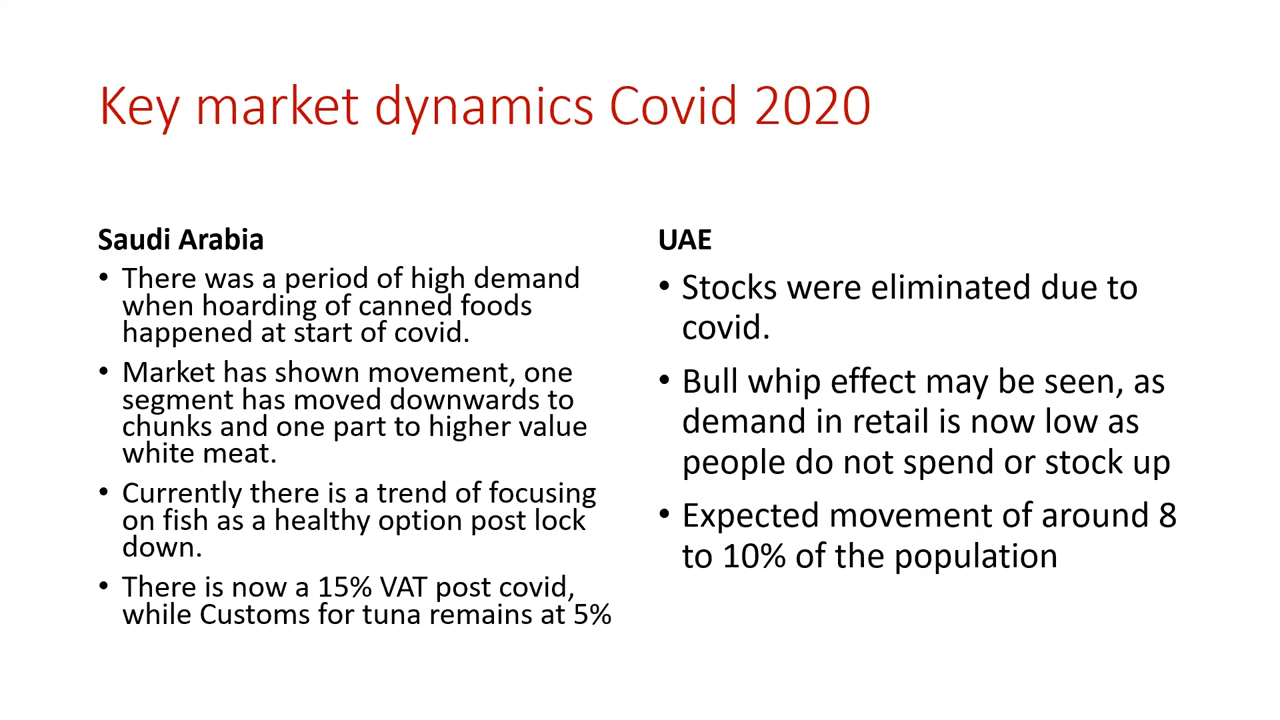 Key market dynamics Covid 2020
Saudi Arabia
• There was a period of high demand
when hoarding of canned foods
happened at start of covid.
• Market has shown movement, one
segment has moved downwards to
chunks and one part to higher value
white meat.
• Currently there is a trend of focusing
on fish as a healthy option post lock
down.
• There is now a 15% VAT post covid,
while Customs for tuna remains at 5%
UAE
• Stocks were eliminated due to
covid.
• Bull whip effect may be seen, as
demand in retail is now low as
people do not spend or stock up
• Expected movement of around 8
to 10% of the population